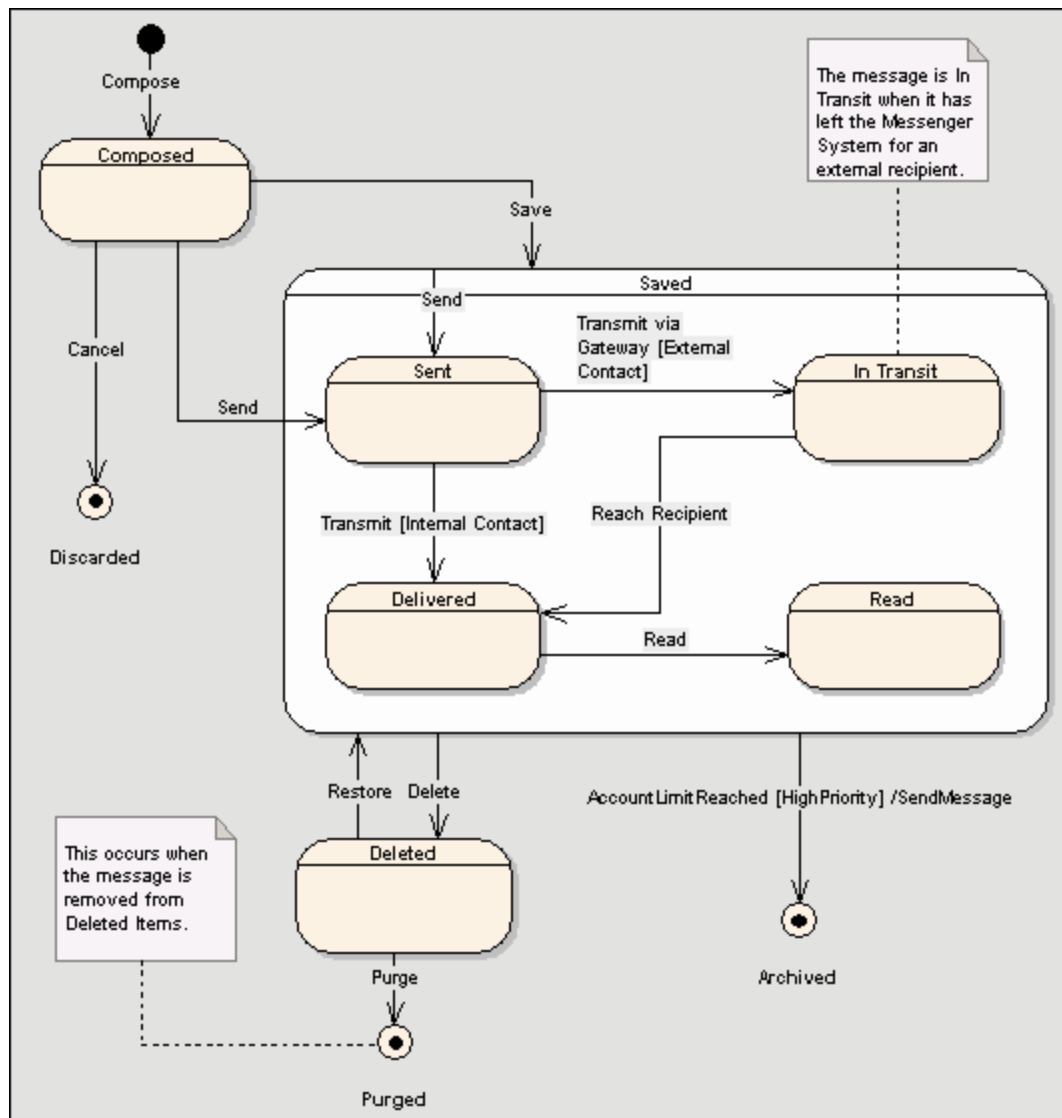 Compose
The message is In
Transit when it has
left the Messenger
System for an
external recipient.
Composed
Save
Saved
Send
Transmit via
Gateway [External
Contact]
Cancel
Sent
In Transit
Send
Reach Recipient
Transmit [Internal Contact]
Discarded
Delivered
Read
Read
Restore
Delete
AccountLimitReached [HighPriority] /SendMessage
This occurs when
the message is
removed from
Deleted Items.
Deleted
Purge
Archived
Purged